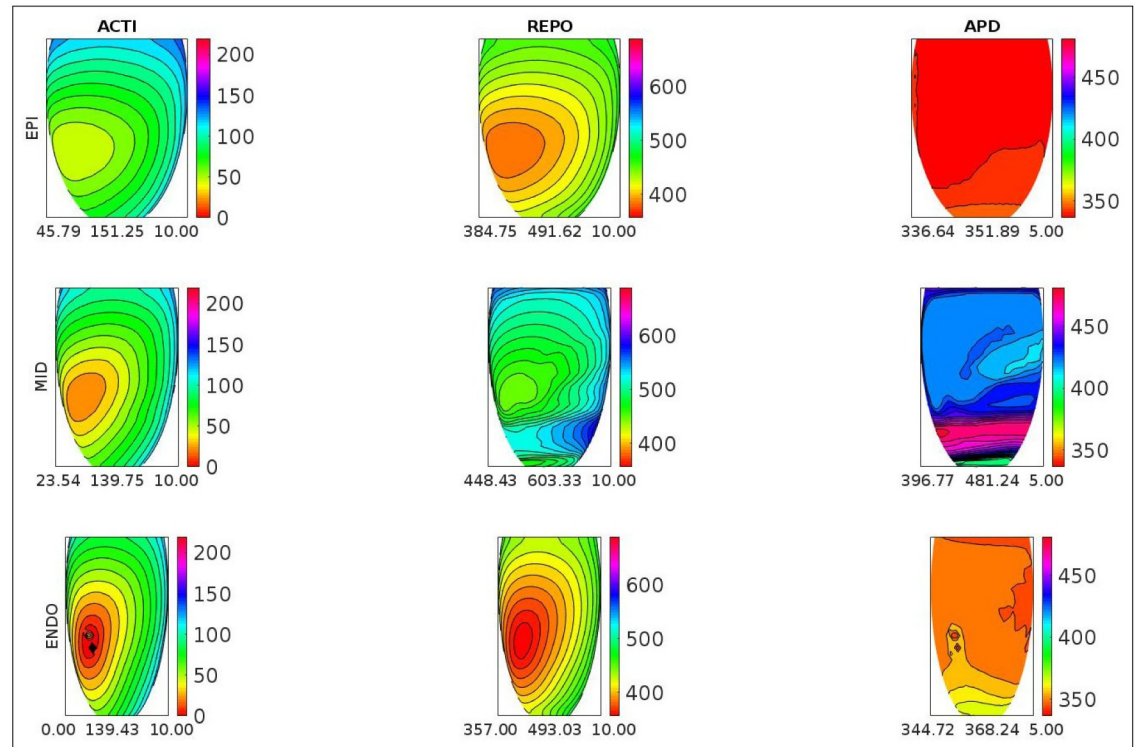 ACTI REPO APD
EPI
200
150
100
50
0
45.79 151.25 10.00
600
500
400
384.75 491.62 10.00
450
400
350
336.64 351.89 5.00
MID
200
150
100
50
0
23.54 139.75 10.00
600
500
400
448.43 603.33 10.00
450
400
350
396.77 481.24 5.00
ENDO
200
150
100
50
0
0.00 139.43 10.00
600
500
400
357.00 493.03 10.00
450
400
350
344.72 368.24 5.00